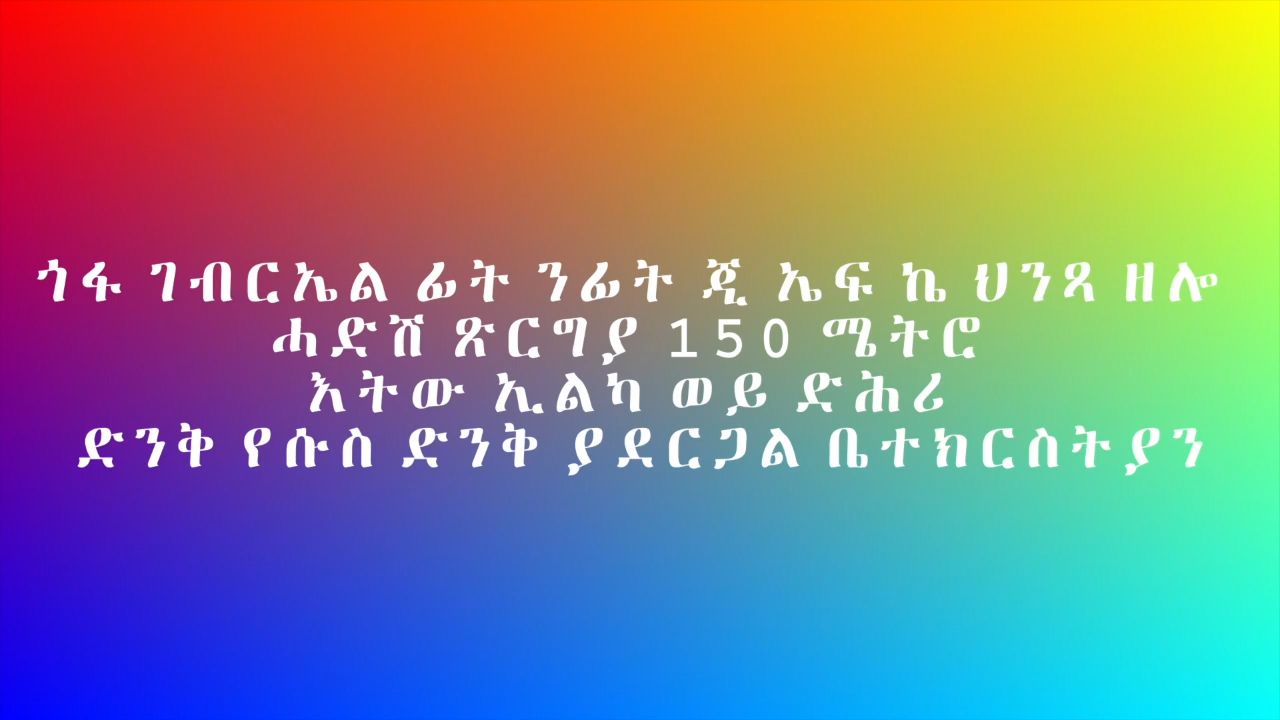 ጎፋ ገብርኤል ፊት ንፊት ጂ ኤፍ ኬ ህንጻ ዘሎ
ሓድሽ ጽርግያ 150 ሜትሮ
እትው ኢልካ ወይ ድሕሪ
ድንቅ የሱስ ድንቅ ያደርጋል ቤተክርስትያን